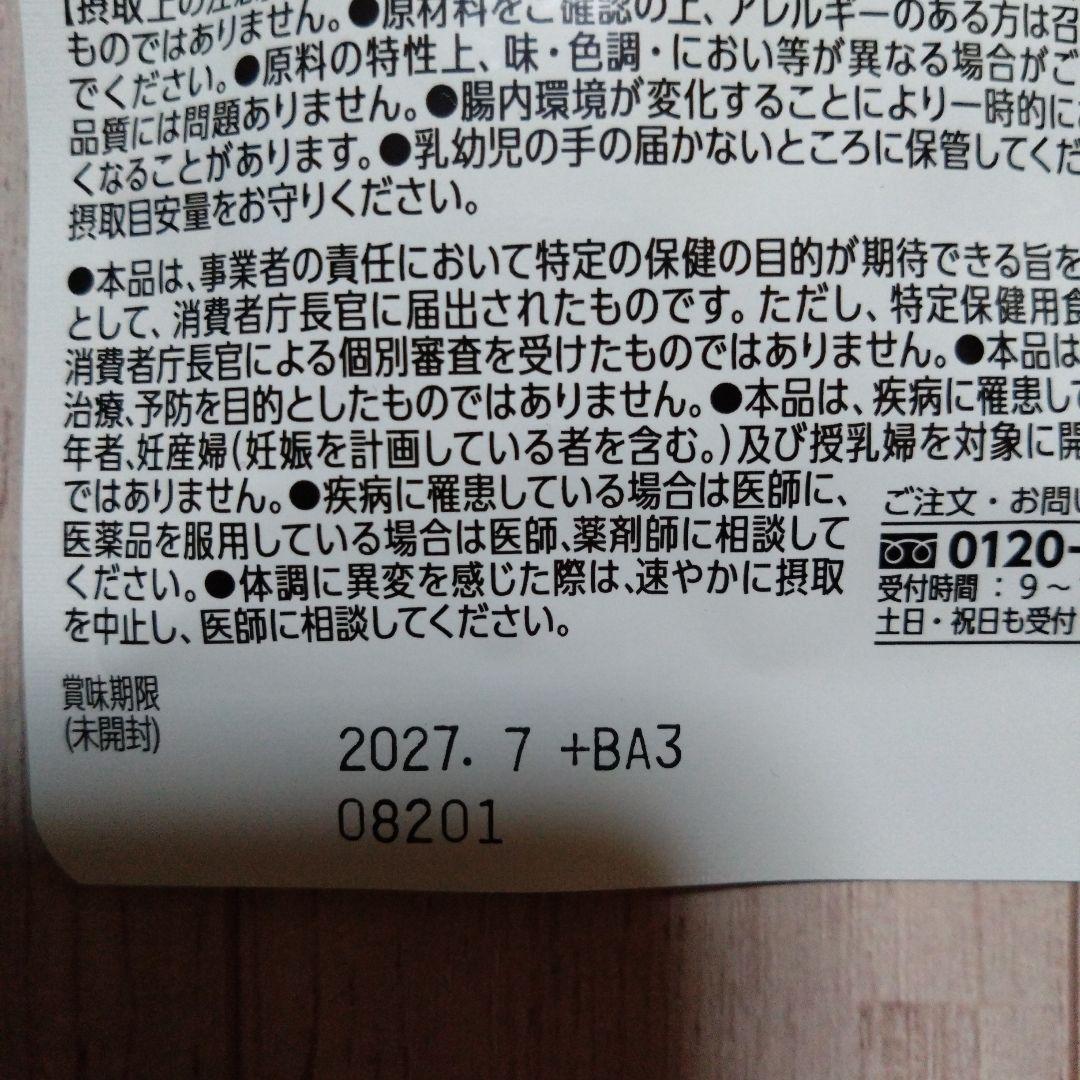 【摂取上の注意
ものではありません。●原材料をご確認の上、アレルギーのある方は召
でください。●原料の特性上、味・色調・におい等が異なる場合がご
品質には問題ありません。●腸内環境が変化することにより一時的に
くなることがあります。●乳幼児の手の届かないところに保管してくだ
摂取目安量をお守りください。
●本品は、事業者の責任において特定の保健の目的が期待できる旨を
として、消費者庁長官に届出されたものです。ただし、特定保健用食
消費者庁長官による個別審査を受けたものではありません。●本品は
治療、予防を目的としたものではありません。●本品は、疾病に罹患して
年者、妊産婦(妊娠を計画している者を含む。)及び授乳婦を対象に開
ではありません。●疾病に罹患している場合は医師に、
医薬品を服用している場合は医師、薬剤師に相談して
ください。●体調に異変を感じた際は、速やかに摂取
を中止し、医師に相談してください。
ご注文・お問い
0120-
受付時間：9～
土日・祝日も受付
賞味期限
(未開封)
2027. 7 +BA3
08201